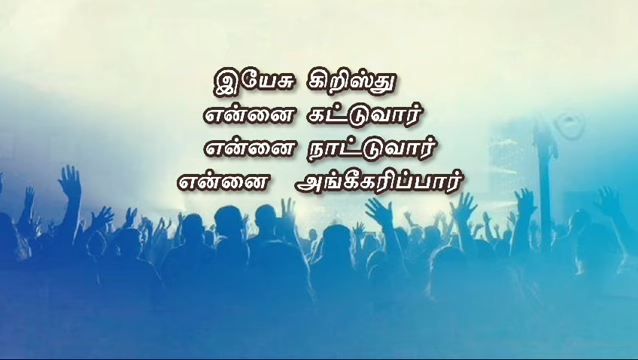 இயேசு கிறிஸ்து
என்னை கட்டுவார்
என்னை நாட்டுவார்
என்னை அங்கீகரிப்பார்